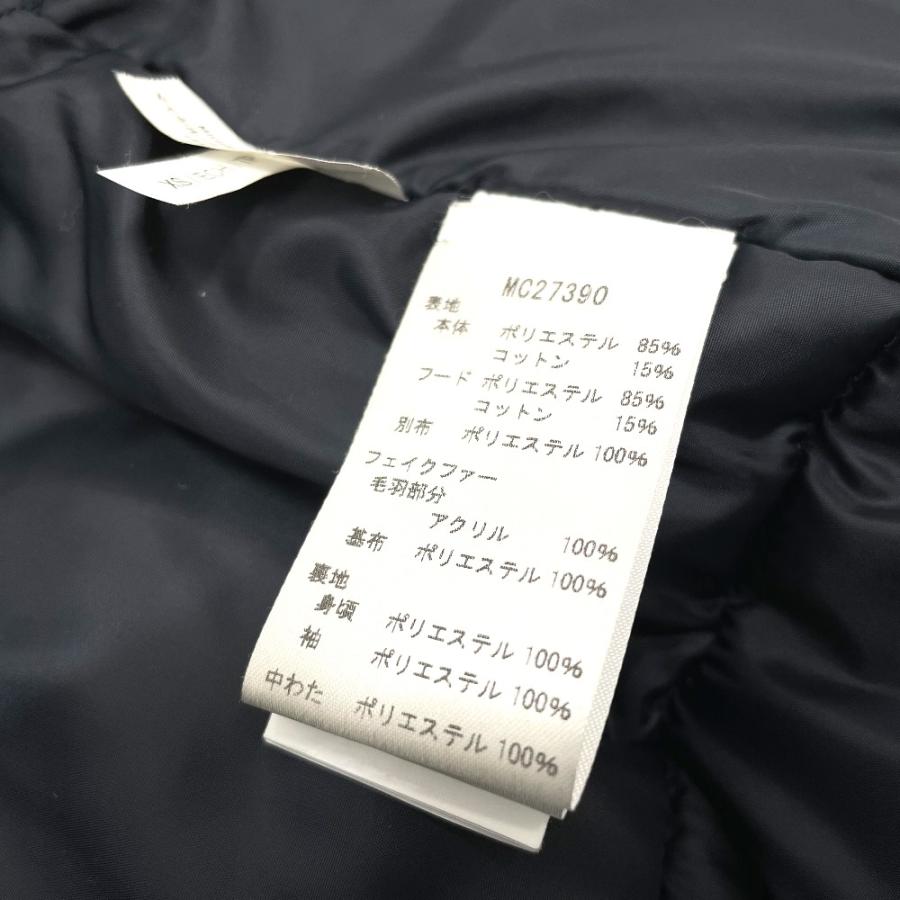 MC27390
表地
本体 ポリエステル 85%
コットン 15%
フード ポリエステル 85%
コットン 15%
別布 ポリエステル 100%
フェイクファー
毛羽部分
アクリル 100%
基布 ポリエステル 100%
裏地
身頃 ポリエステル 100%
袖 ポリエステル 100%
中わた ポリエステル 100%
XS